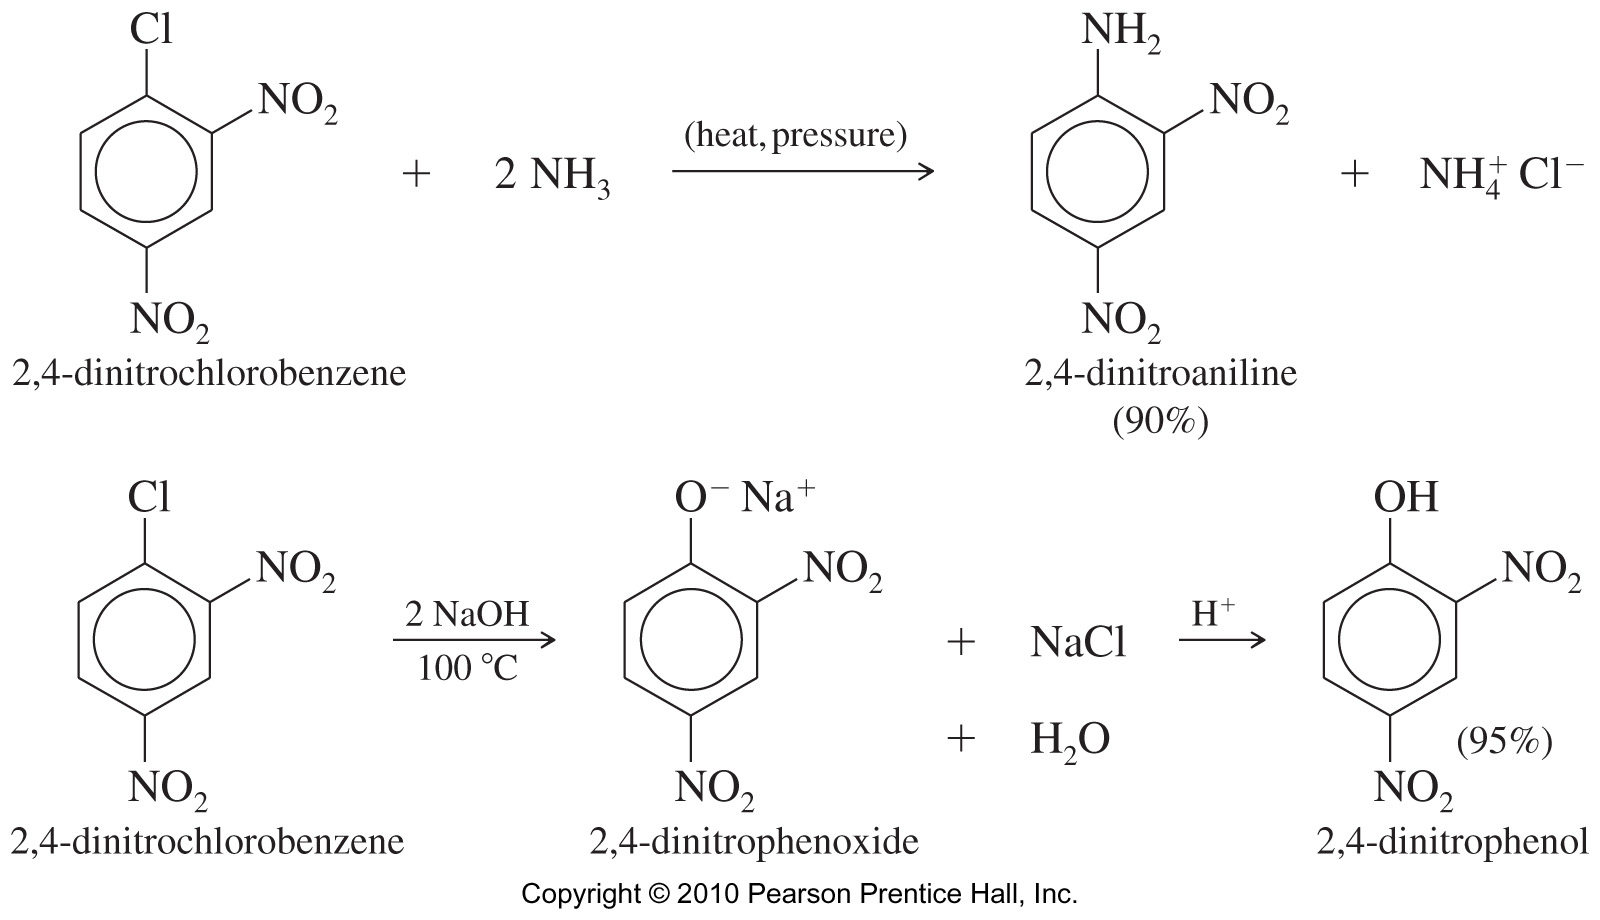 Cl
NO₂
+ 2 NH₃ (heat, pressure) + NH₄⁺ Cl⁻
NO₂
2,4-dinitrochlorobenzene
NH₂
NO₂
NO₂
2,4-dinitroaniline
(90%)
Cl
NO₂
NO₂
2,4-dinitrochlorobenzene
2 NaOH
100 °C
O⁻ Na⁺
NO₂
NO₂
2,4-dinitrophenoxide
+ NaCl
+ H₂O
H⁺
OH
NO₂
(95%)
NO₂
2,4-dinitrophenol
Copyright © 2010 Pearson Prentice Hall, Inc.